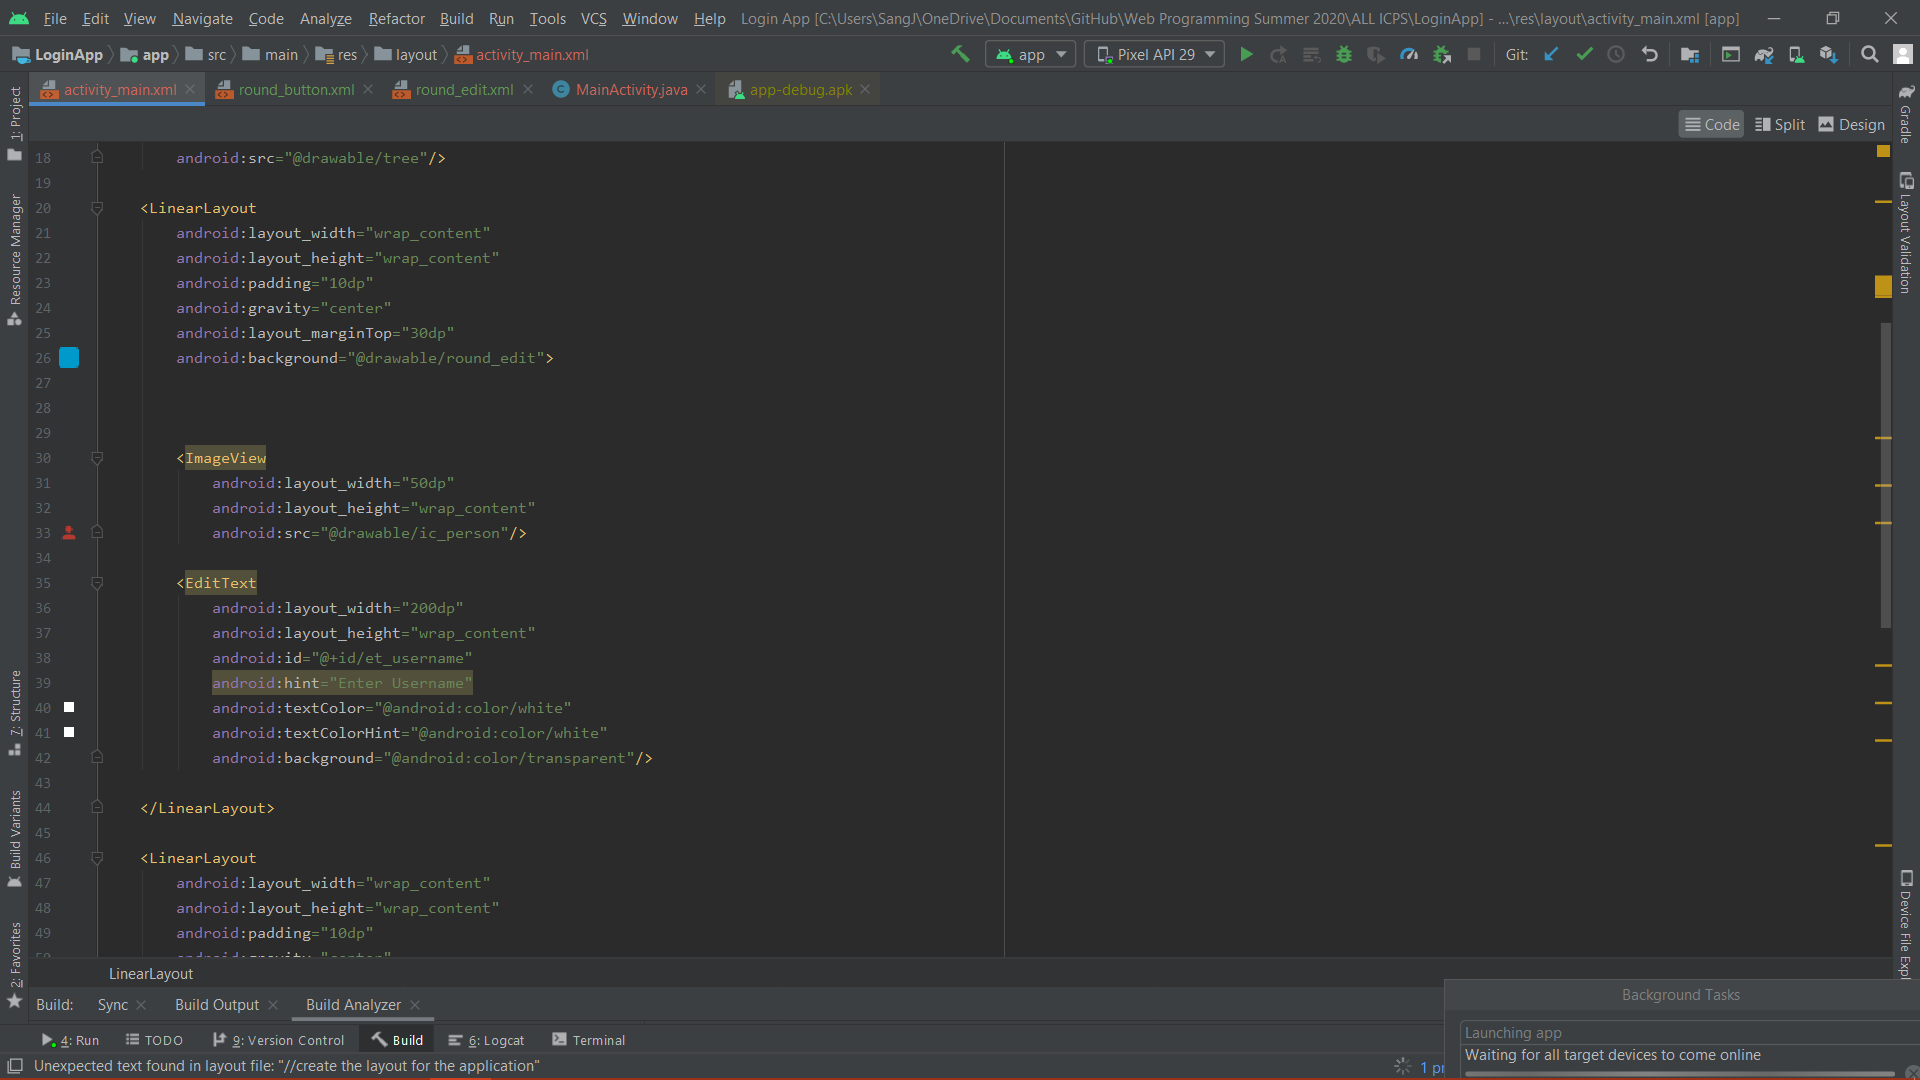 File Edit View Navigate Code Analyze Refactor Build Run Tools VCS Window Help Login App [C:\Users\SangJ\OneDrive\Documents\GitHub\Web Programming Summer 2020\ALL ICPS\LoginApp] - ...\res\layout\activity_main.xml [app]
LoginApp app src main res layout activity_main.xml app Pixel API 29 Git:
activity_main.xml round_button.xml round_edit.xml MainActivity.java app-debug.apk
Code Split Design
18 android:src="@drawable/tree"/>
19
20 <LinearLayout
21 android:layout_width="wrap_content"
22 android:layout_height="wrap_content"
23 android:padding="10dp"
24 android:gravity="center"
25 android:layout_marginTop="30dp"
26 android:background="@drawable/round_edit">
27
28
29
30 <ImageView
31 android:layout_width="50dp"
32 android:layout_height="wrap_content"
33 android:src="@drawable/ic_person"/>
34
35 <EditText
36 android:layout_width="200dp"
37 android:layout_height="wrap_content"
38 android:id="@+id/et_username"
39 android:hint="Enter Username"
40 android:textColor="@android:color/white"
41 android:textColorHint="@android:color/white"
42 android:background="@android:color/transparent"/>
43
44 </LinearLayout>
45
46 <LinearLayout
47 android:layout_width="wrap_content"
48 android:layout_height="wrap_content"
49 android:padding="10dp"
50 android:gravity="center"
LinearLayout
1: Project
Resource Manager
7: Structure
Build Variants
2: Favorites
Gradle
Layout Validation
Device File Expl
Build: Sync Build Output Build Analyzer
4: Run TODO 9: Version Control Build 6: Logcat Terminal
Unexpected text found in layout file: "//create the layout for the application"
1 pr
Background Tasks
Launching app
Waiting for all target devices to come online